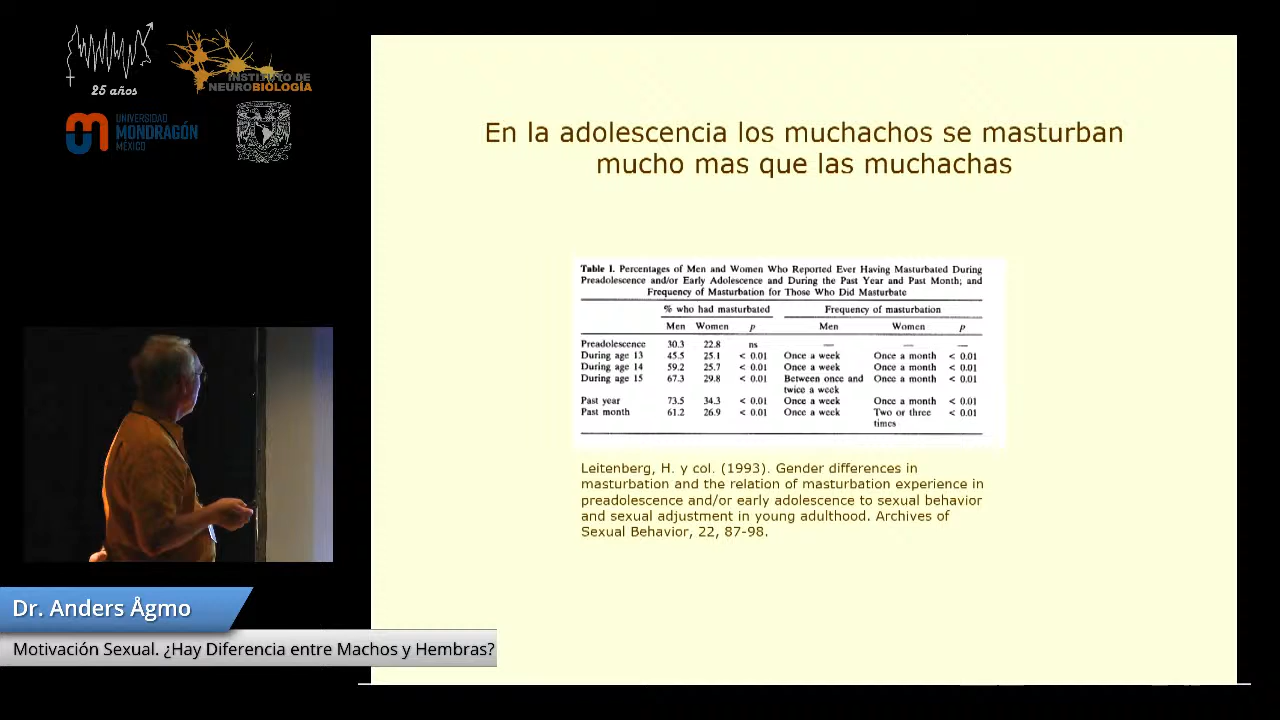 25 años
INSTITUTO DE
NEUROBIOLOGÍA
UNIVERSIDAD
MONDRAGÓN
MÉXICO
En la adolescencia los muchachos se masturban
mucho mas que las muchachas
Table I. Percentages of Men and Women Who Reported Ever Having Masturbated During
Preadolescence and/or Early Adolescence and During the Past Year and Past Month; and
Frequency of Masturbation for Those Who Did Masturbate
% who had masturbated Frequency of masturbation
Men Women p Men Women p
Preadolescence 30.3 22.8 ns — — —
During age 13 45.5 25.1 < 0.01 Once a week Once a month < 0.01
During age 14 59.2 25.7 < 0.01 Once a week Once a month < 0.01
During age 15 67.3 29.8 < 0.01 Between once and Once a month < 0.01
twice a week
Past year 73.5 34.3 < 0.01 Once a week Once a month < 0.01
Past month 61.2 26.9 < 0.01 Once a week Two or three < 0.01
times
Leitenberg, H. y col. (1993). Gender differences in
masturbation and the relation of masturbation experience in
preadolescence and/or early adolescence to sexual behavior
and sexual adjustment in young adulthood. Archives of
Sexual Behavior, 22, 87-98.
Dr. Anders Ågmo
Motivación Sexual. ¿Hay Diferencia entre Machos y Hembras?